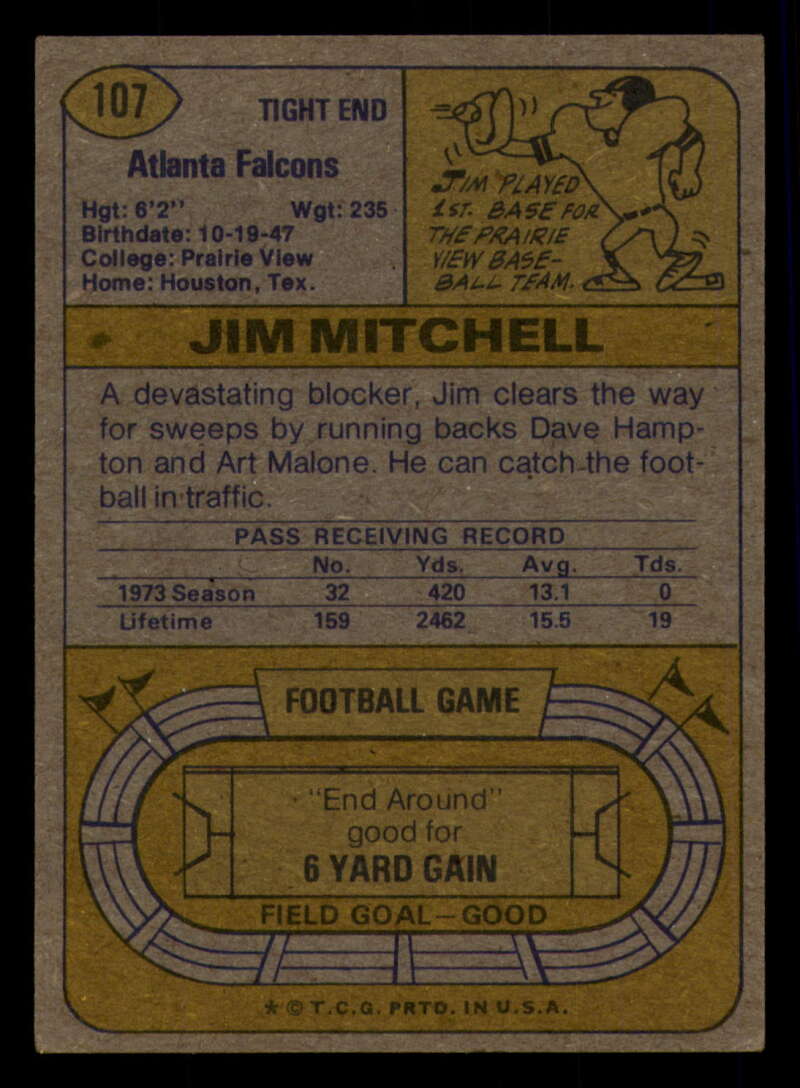 107
TIGHT END
Atlanta Falcons
Hgt: 6'2" Wgt: 235
Birthdate: 10-19-47
College: Prairie View
Home: Houston, Tex.
JIM PLAYED
1ST. BASE FOR
THE PRAIRIE
VIEW BASE-
BALL TEAM.
JIM MITCHELL
A devastating blocker, Jim clears the way
for sweeps by running backs Dave Hamp-
ton and Art Malone. He can catch the foot-
ball in traffic.
PASS RECEIVING RECORD
No. Yds. Avg. Tds.
1973 Season 32 420 13.1 0
Lifetime 159 2462 15.5 19
FOOTBALL GAME
"End Around"
good for
6 YARD GAIN
FIELD GOAL—GOOD
* © T.C.G. PRTD. IN U.S.A.